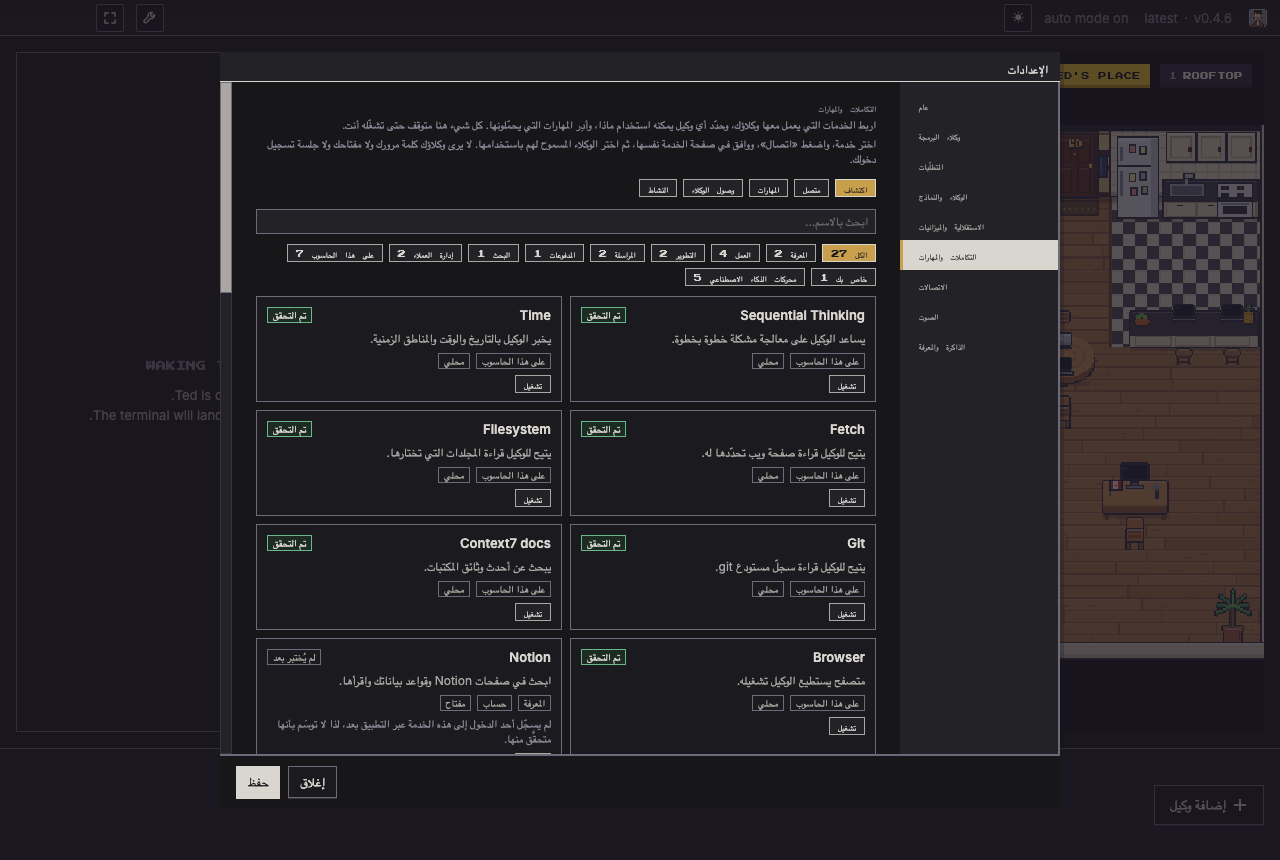 auto mode on
latest · v0.4.6
الإعدادات
ED'S PLACE
1 ROOFTOP
عام
وكلاء البرمجة
المتطلّبات
الوكلاء والنماذج
الاستقلالية والميزانيات
التكاملات والمهارات
الاتصالات
الصوت
الذاكرة والمعرفة
التكاملات والمهارات
اربط الخدمات التي يعمل معها وكلاؤك، وحدّد أي وكيل يمكنه استخدام ماذا، وأدِر المهارات التي يحمّلونها. كل شيء هنا متوقف حتى تشغّله أنت.
اختر خدمة، واضغط «اتصال»، ووافق في صفحة الخدمة نفسها، ثم اختر الوكلاء المسموح لهم باستخدامها. لا يرى وكلاؤك كلمة مرورك ولا مفتاحك ولا جلسة تسجيل
دخولك.
اكتشاف
متصل
المهارات
وصول الوكلاء
النشاط
ابحث بالاسم...
الكل 27
المعرفة 2
العمل 4
التطوير 2
المراسلة 2
المدفوعات 1
البحث 1
إدارة العملاء 2
على هذا الحاسوب 7
خاص بك 1
محركات الذكاء الاصطناعي 5
Sequential Thinking
تم التحقق
يساعد الوكيل على معالجة مشكلة خطوة بخطوة.
على هذا الحاسوب
محلي
تشغيل
Time
تم التحقق
يخبر الوكيل بالتاريخ والوقت والمناطق الزمنية.
على هذا الحاسوب
محلي
تشغيل
Fetch
تم التحقق
يتيح للوكيل قراءة صفحة ويب تحدّدها له.
على هذا الحاسوب
محلي
تشغيل
Filesystem
تم التحقق
يتيح للوكيل قراءة المجلدات التي تختارها.
على هذا الحاسوب
محلي
تشغيل
Git
تم التحقق
يتيح للوكيل قراءة سجلّ مستودع git.
على هذا الحاسوب
محلي
تشغيل
Context7 docs
تم التحقق
يبحث عن أحدث وثائق المكتبات.
على هذا الحاسوب
محلي
تشغيل
Browser
تم التحقق
متصفح يستطيع الوكيل تشغيله.
على هذا الحاسوب
محلي
تشغيل
Notion
لم يُختبر بعد
ابحث في صفحات Notion وقواعد بياناتك واقرأها.
المعرفة
حساب
مفتاح
لم يسجّل أحد الدخول إلى هذه الخدمة عبر التطبيق بعد، لذا لا توسَم بأنها
متحقَّق منها.
WAKING
.Ted is
.The terminal will land
إغلاق
حفظ
إضافة وكيل